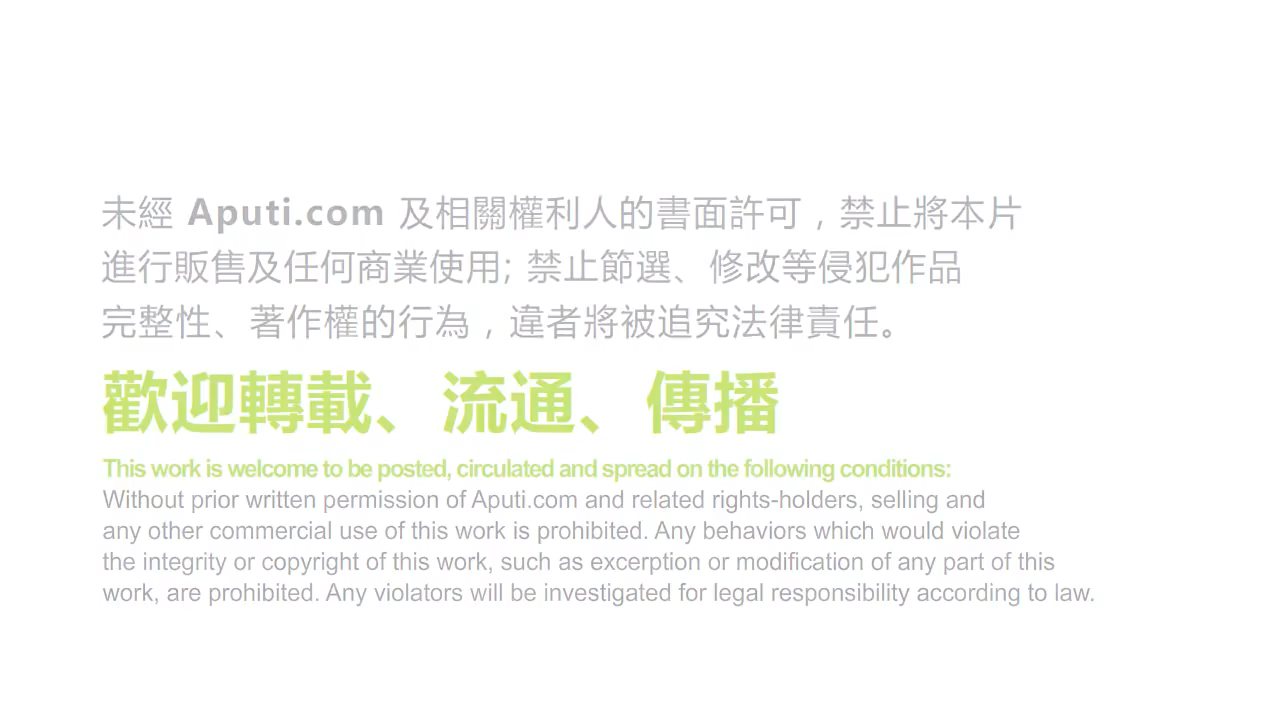 未經 Aputi.com 及相關權利人的書面許可，禁止將本片
進行販售及任何商業使用; 禁止節選、修改等侵犯作品
完整性、著作權的行為，違者將被追究法律責任。
歡迎轉載、流通、傳播
This work is welcome to be posted, circulated and spread on the following conditions:
Without prior written permission of Aputi.com and related rights-holders, selling and
any other commercial use of this work is prohibited. Any behaviors which would violate
the integrity or copyright of this work, such as excerption or modification of any part of this
work, are prohibited. Any violators will be investigated for legal responsibility according to law.